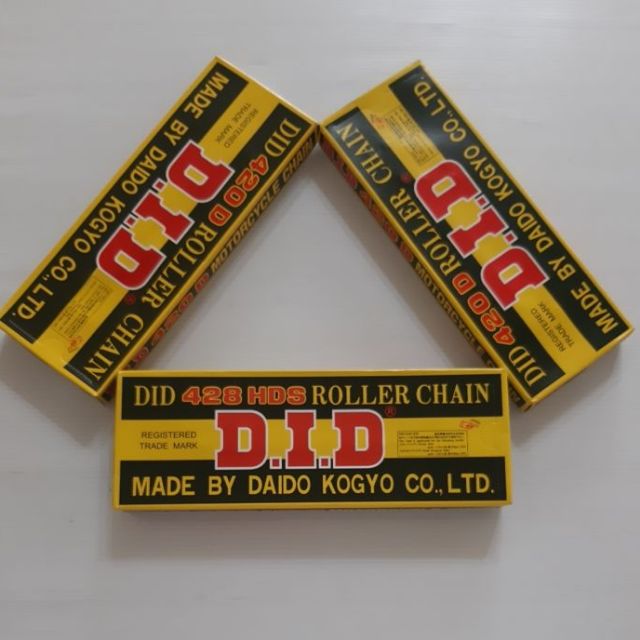 DID 420 D ROLLER CHAIN
REGISTERED
TRADE MARK
D.I.D®
MADE BY DAIDO KOGYO CO., LTD
MOTORCYCLE CHAIN
DID 420 D ROLLER CHAIN
REGISTERED
TRADE MARK
D.I.D
MADE BY DAIDO KOGYO CO., LTD.
MOTORCYCLE
DID 428 HDS ROLLER CHAIN
REGISTERED
TRADE MARK
D.I.D®
MADE BY DAIDO KOGYO CO., LTD.